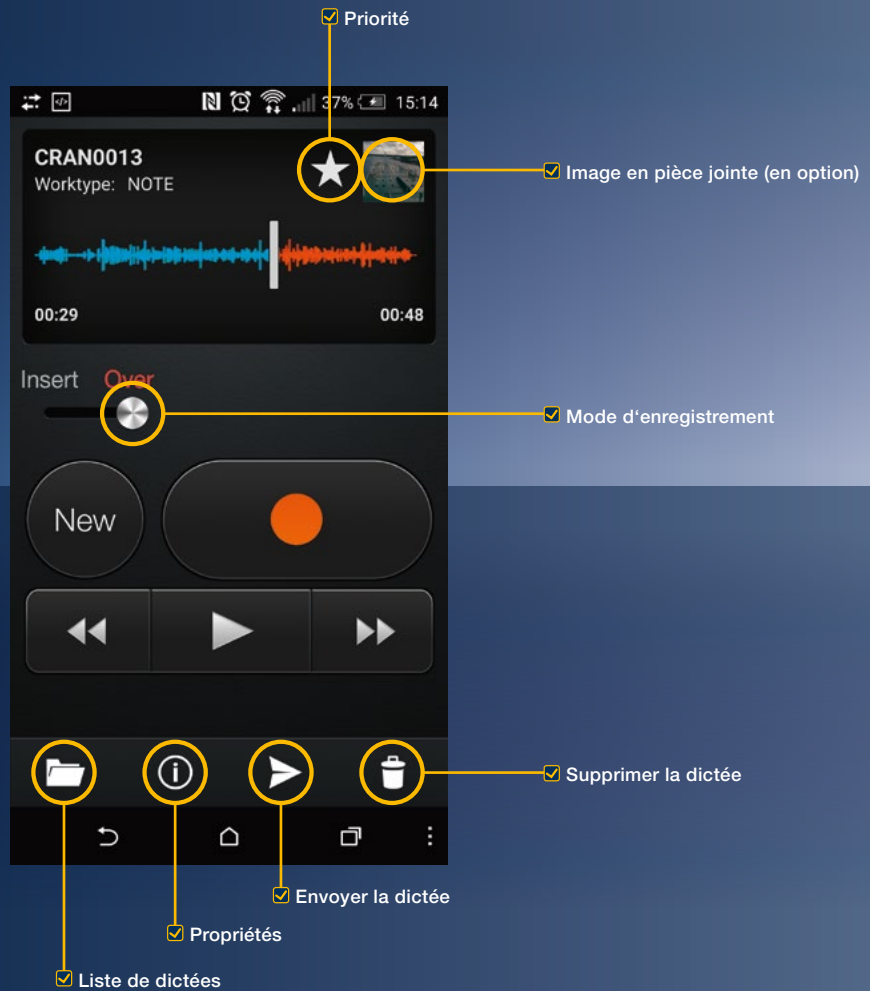 Priorité
37% 15:14
CRAN0013
Worktype: NOTE
Image en pièce jointe (en option)
00:29 00:48
Insert Over
Mode d‘enregistrement
New
Supprimer la dictée
Envoyer la dictée
Propriétés
Liste de dictées